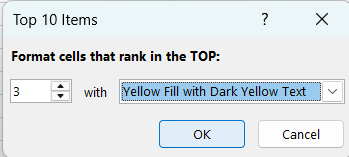 Top 10 Items ? ×
Format cells that rank in the TOP:
3 with Yellow Fill with Dark Yellow Text
OK Cancel